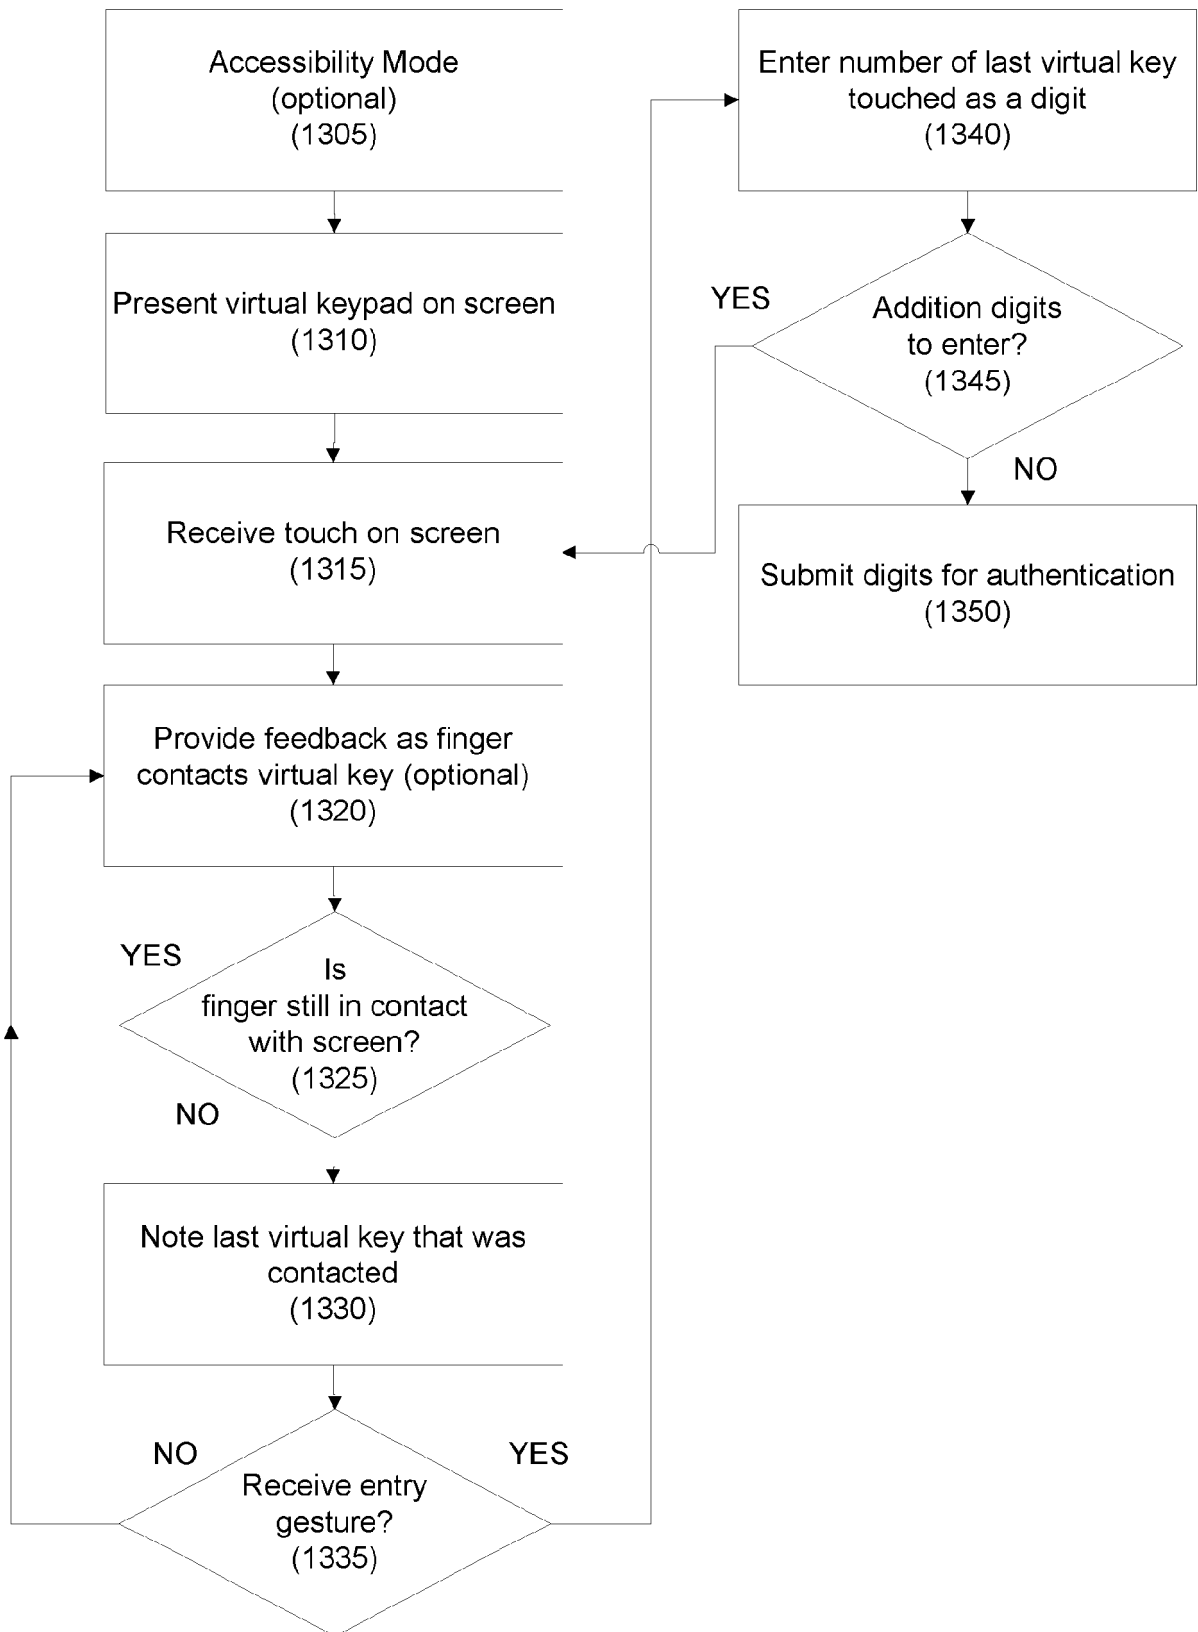 Accessibility Mode
(optional)
(1305)
Present virtual keypad on screen
(1310)
Receive touch on screen
(1315)
Provide feedback as finger
contacts virtual key (optional)
(1320)
YES
Is
finger still in contact
with screen?
(1325)
NO
Note last virtual key that was
contacted
(1330)
NO
YES
Receive entry
gesture?
(1335)
Enter number of last virtual key
touched as a digit
(1340)
YES
Addition digits
to enter?
(1345)
NO
Submit digits for authentication
(1350)